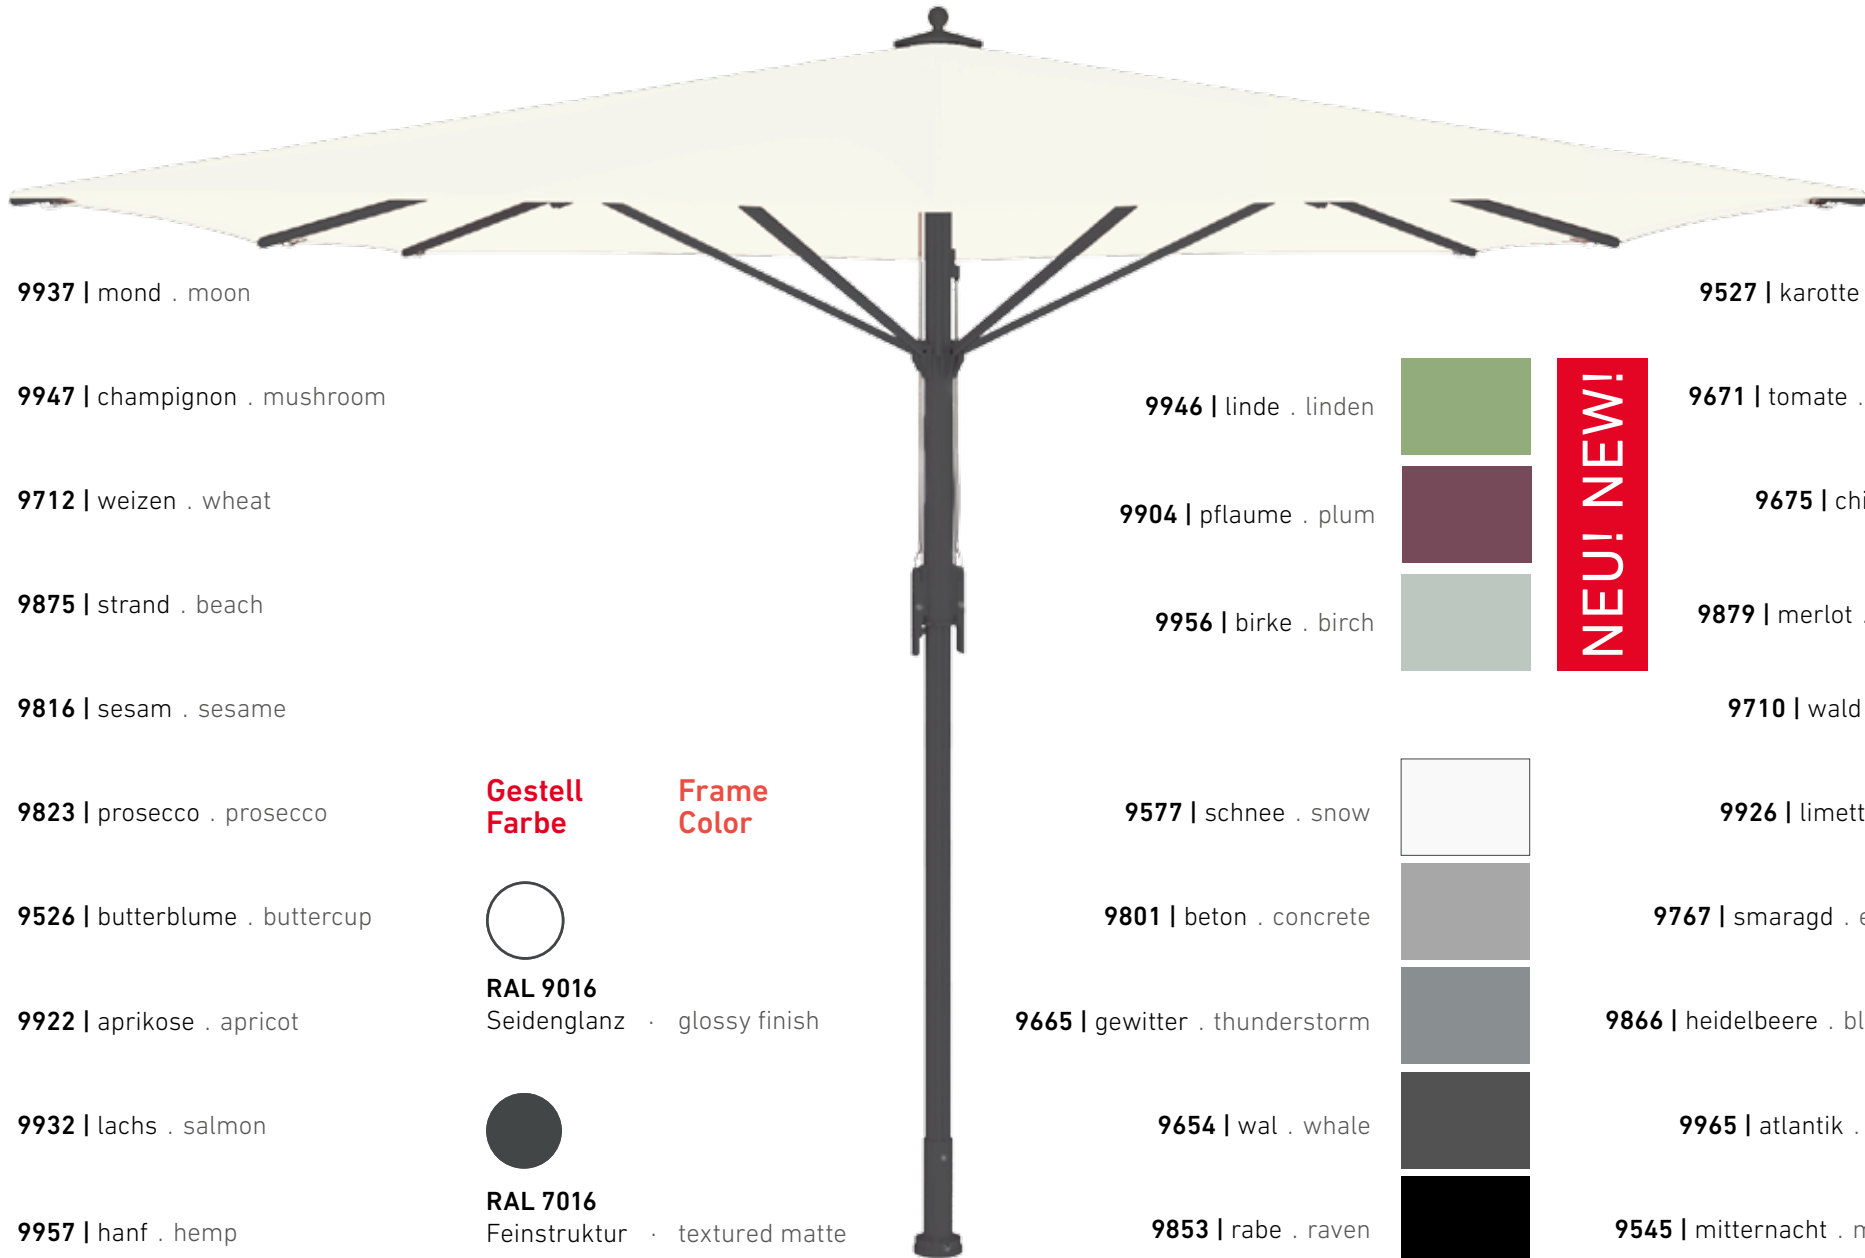 9937 | mond . moon
9947 | champignon . mushroom
9712 | weizen . wheat
9875 | strand . beach
9816 | sesam . sesame
9823 | prosecco . prosecco
9526 | butterblume . buttercup
9922 | aprikose . apricot
9932 | lachs . salmon
9957 | hanf . hemp
Gestell Frame
Farbe Color
RAL 9016
Seidenglanz · glossy finish
RAL 7016
Feinstruktur · textured matte
9946 | linde . linden
9904 | pflaume . plum
9956 | birke . birch
NEU! NEW!
9577 | schnee . snow
9801 | beton . concrete
9665 | gewitter . thunderstorm
9654 | wal . whale
9853 | rabe . raven
9527 | karotte
9671 | tomate .
9675 |
9879 | merlot .
9710 | wald
9926 |
9767 | smaragd .
9866 | heidelbeere .
9965 | atlantik .
9545 | mitternacht .